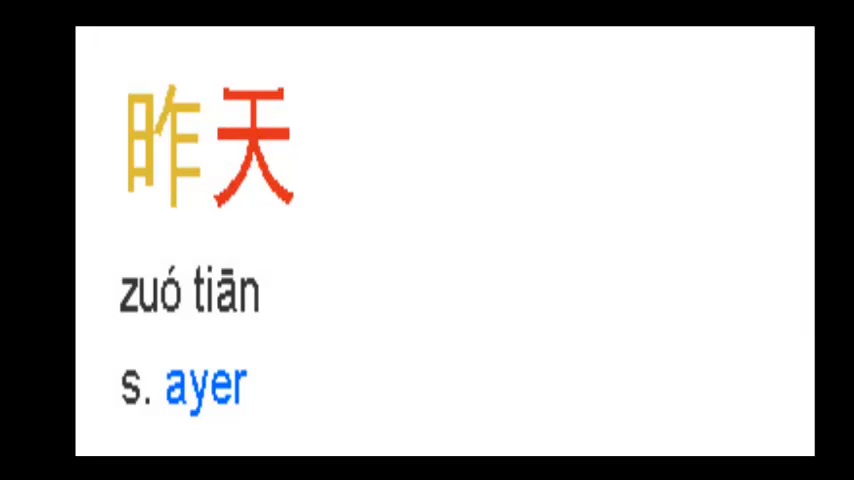 昨天
zuó tiān
s. ayer